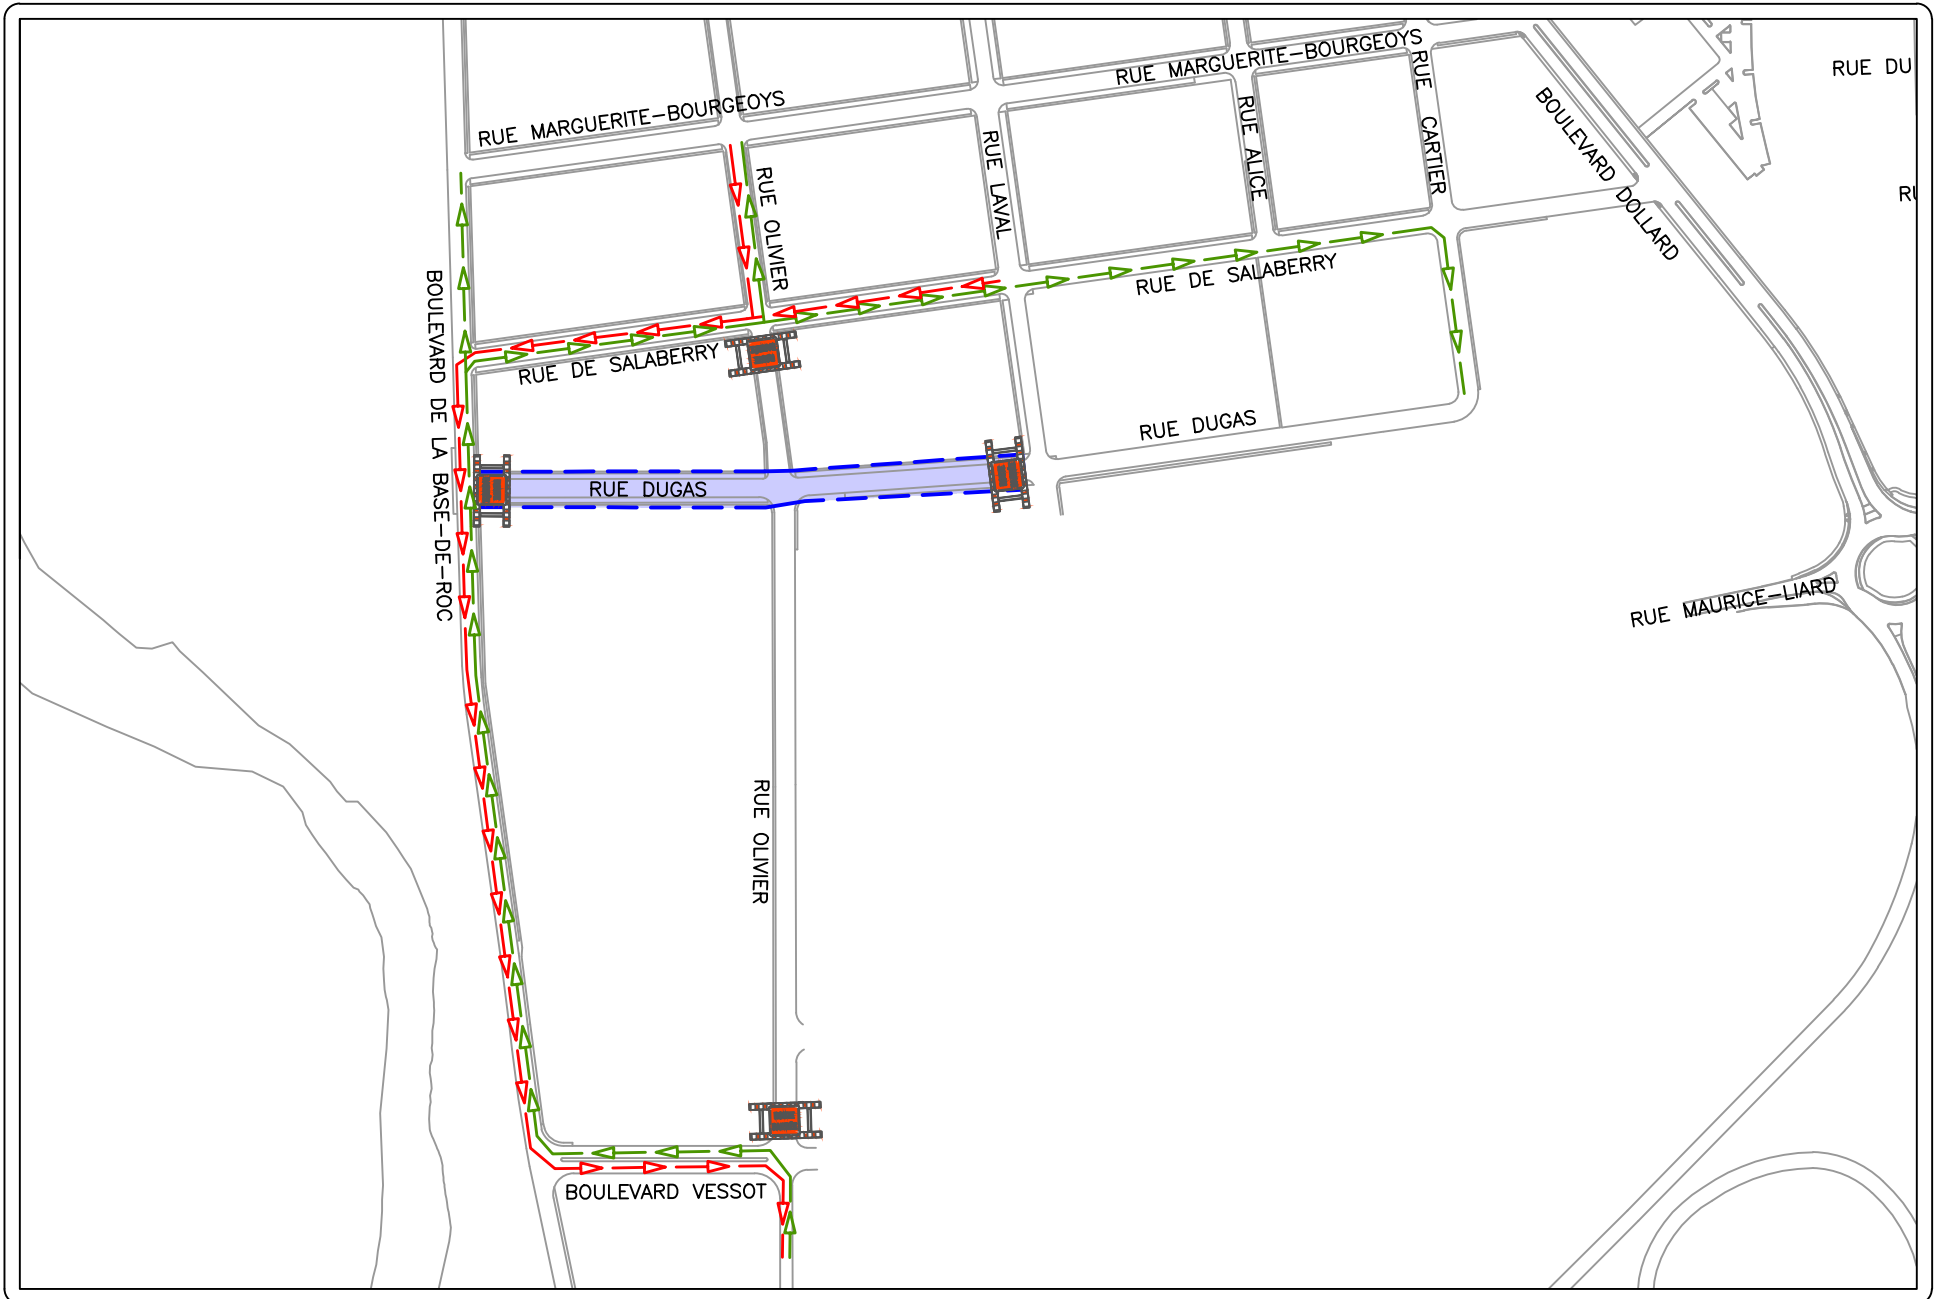 RUE MARGUERITE-BOURGEOYS
RUE DU
RUE MARGUERITE-BOURGEOYS
RUE CARTIER
RUE ALICE
BOULEVARD DOLLARD
RUE LAVAL
RUE OLIVIER
RU
RUE DE SALABERRY
BOULEVARD DE LA BASE-DE-ROC
RUE DE SALABERRY
RUE DUGAS
RUE DUGAS
RUE MAURICE-LIARD
RUE OLIVIER
BOULEVARD VESSOT